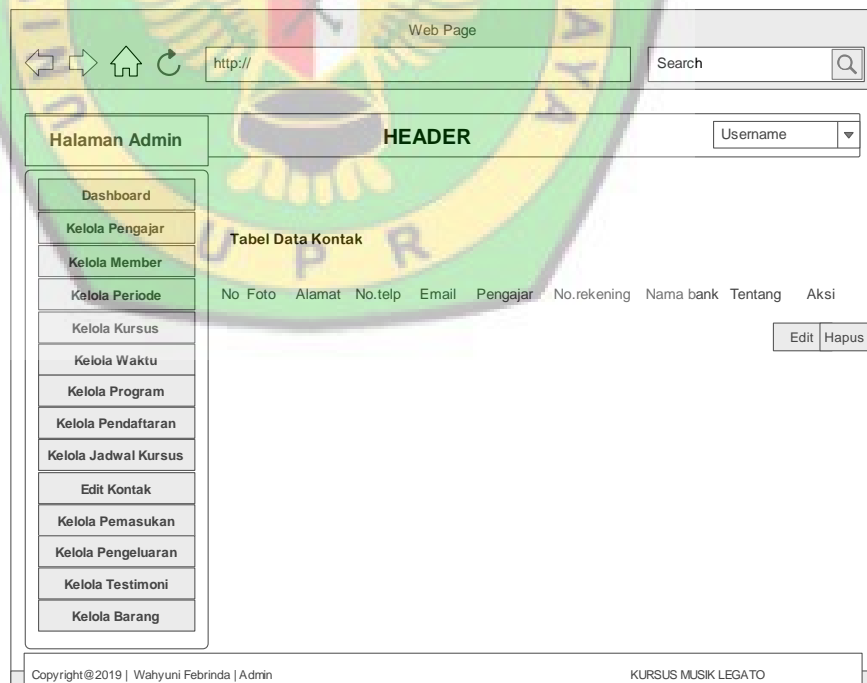 Web Page
http://
Search
Halaman Admin
HEADER
Username
Dashboard
Kelola Pengajar
Kelola Member
Kelola Periode
Kelola Kursus
Kelola Waktu
Kelola Program
Kelola Pendaftaran
Kelola Jadwal Kursus
Edit Kontak
Kelola Pemasukan
Kelola Pengeluaran
Kelola Testimoni
Kelola Barang
Tabel Data Kontak
No Foto Alamat No.telp Email Pengajar No.rekening Nama bank Tentang Aksi
Edit Hapus
U P R
AYA
Copyright@2019 | Wahyuni Febrinda | Admin
KURSUS MUSIK LEGATO